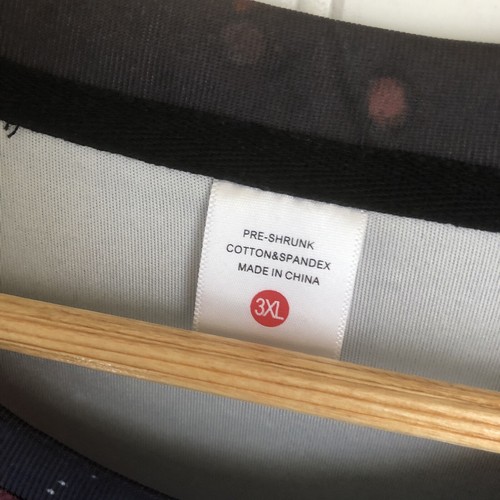 PRE-SHRUNK
COTTON&SPANDEX
MADE IN CHINA
3XL